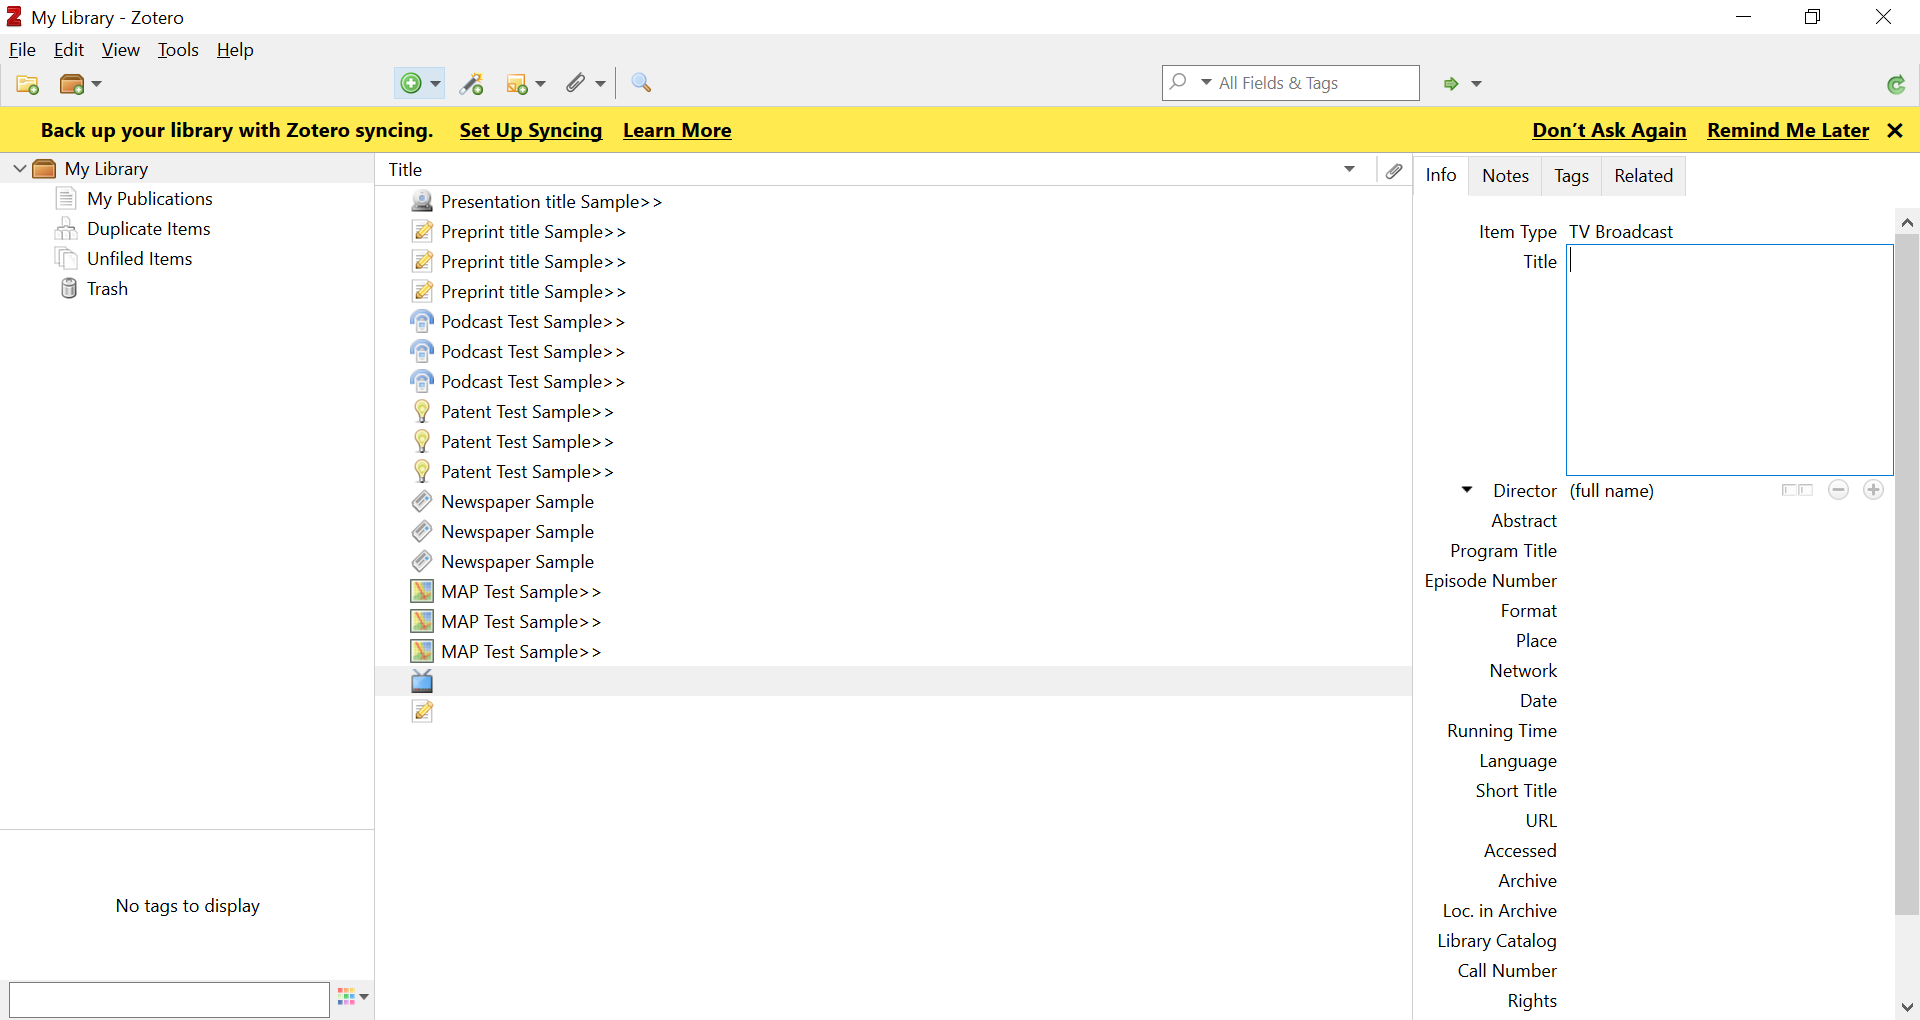 My Library - Zotero
File Edit View Tools Help
All Fields & Tags
Back up your library with Zotero syncing. Set Up Syncing Learn More Don't Ask Again Remind Me Later
My Library
My Publications
Duplicate Items
Unfiled Items
Trash
No tags to display
Title
Presentation title Sample>>
Preprint title Sample>>
Preprint title Sample>>
Preprint title Sample>>
Podcast Test Sample>>
Podcast Test Sample>>
Podcast Test Sample>>
Patent Test Sample>>
Patent Test Sample>>
Patent Test Sample>>
Newspaper Sample
Newspaper Sample
Newspaper Sample
MAP Test Sample>>
MAP Test Sample>>
MAP Test Sample>>
Info Notes Tags Related
Item Type TV Broadcast
Title
Director (full name)
Abstract
Program Title
Episode Number
Format
Place
Network
Date
Running Time
Language
Short Title
URL
Accessed
Archive
Loc. in Archive
Library Catalog
Call Number
Rights